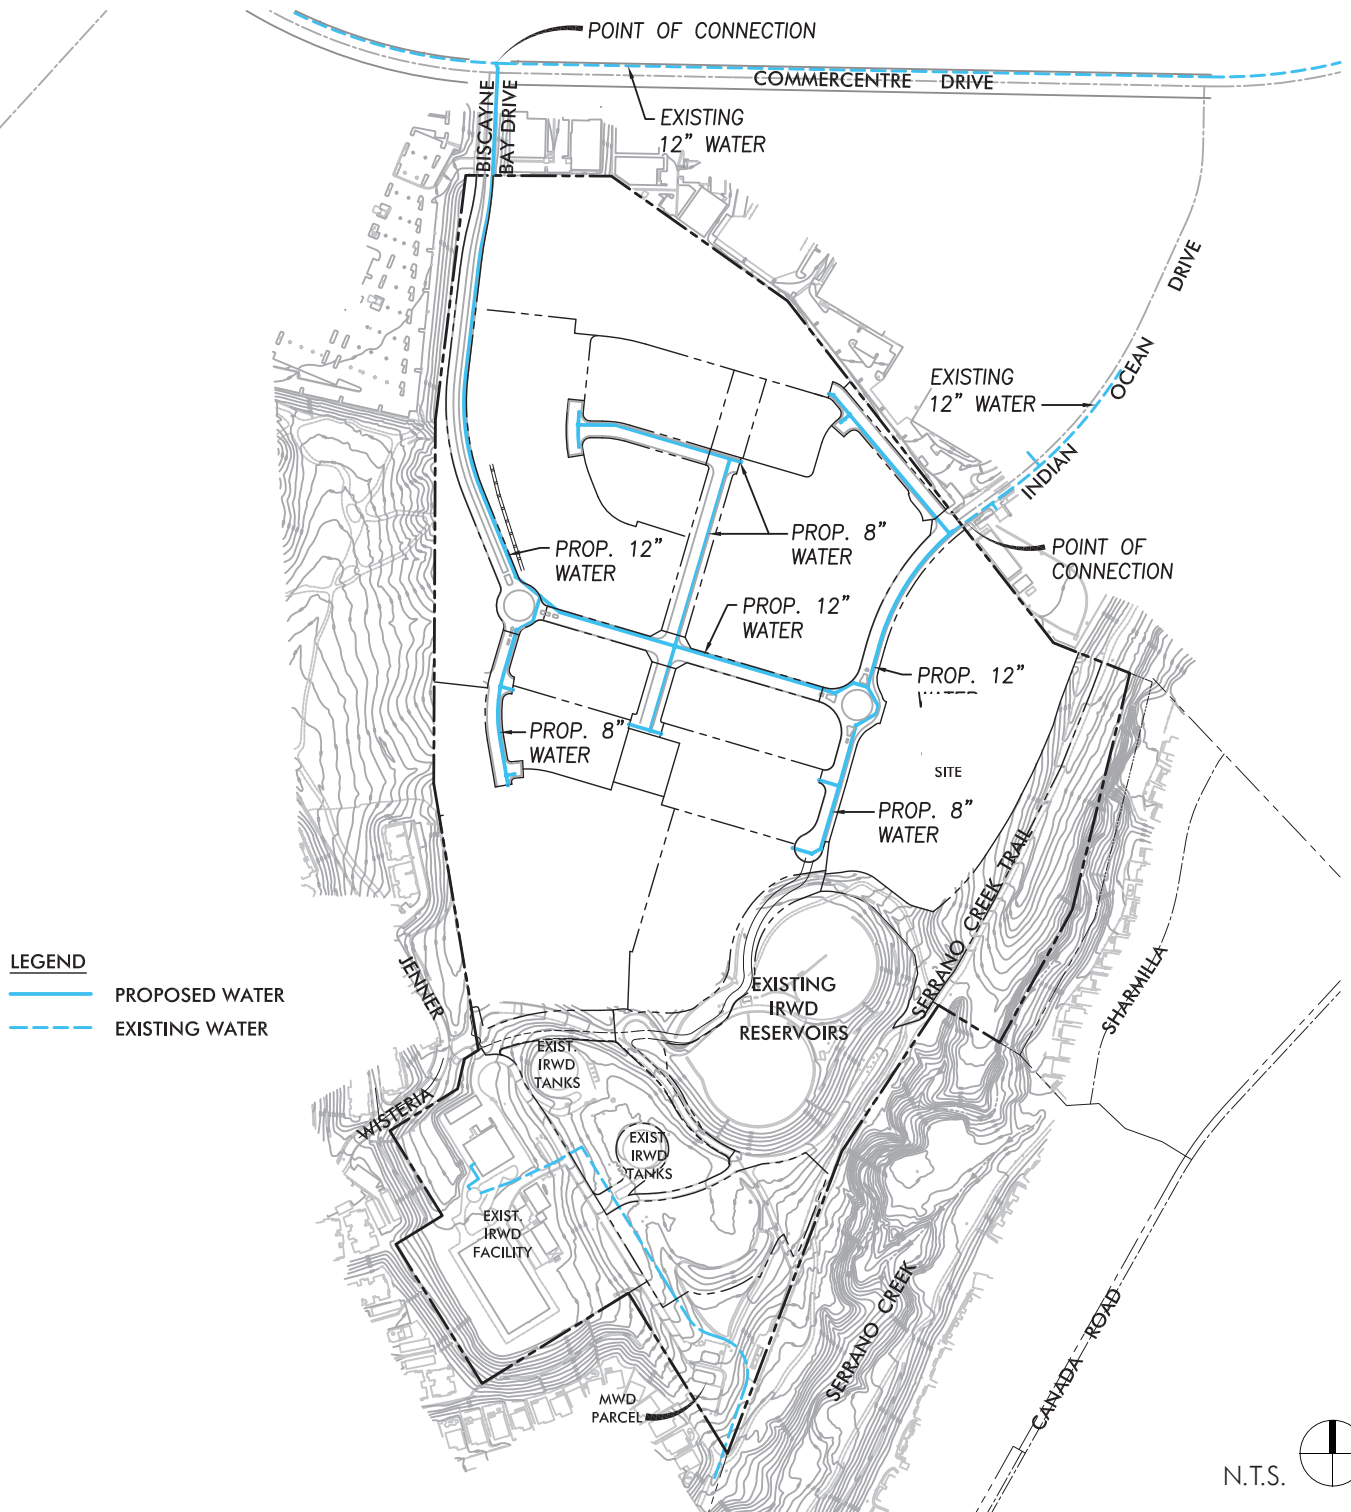 POINT OF CONNECTION
COMMERCENTRE DRIVE
BISCAYNE
BAY DRIVE
EXISTING
12” WATER
DRIVE
OCEAN
INDIAN
EXISTING
12” WATER
PROP. 12”
WATER
PROP. 8”
WATER
POINT OF
CONNECTION
PROP. 12”
WATER
PROP. 12”
PROP. 8”
WATER
SITE
PROP. 8”
WATER
SERRANO CREEK TRAIL
LEGEND
PROPOSED WATER
EXISTING WATER
JENNER
EXISTING
IRWD
RESERVOIRS
SHARMILLA
EXIST.
IRWD
TANKS
WISTERIA
EXIST.
IRWD
TANKS
EXIST.
IRWD
FACILITY
SERRANO CREEK
MWD
PARCEL
CANADA ROAD
N.T.S.